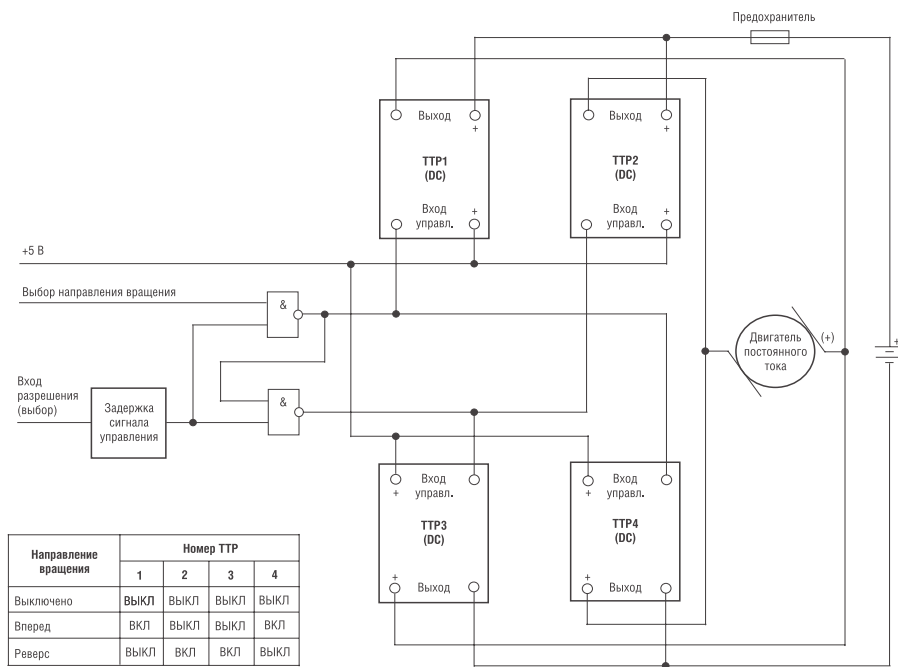 Предохранитель
Выход
+
ТТР1
(DC)
Вход
управл.
+
Выход
+
ТТР2
(DC)
Вход
управл.
+
+5 В
Выбор направления вращения
&
Двигатель
постоянного
тока
(+)
+
Вход
разрешения
(выбор)
Задержка
сигнала
управления
&
Вход
управл.
+
ТТР3
(DC)
+
Выход
Вход
управл.
+
ТТР4
(DC)
+
Выход
Направление вращения Номер ТТР
1 2 3 4
Выключено ВЫКЛ ВЫКЛ ВЫКЛ ВЫКЛ
Вперед ВКЛ ВЫКЛ ВЫКЛ ВКЛ
Реверс ВЫКЛ ВКЛ ВКЛ ВЫКЛ